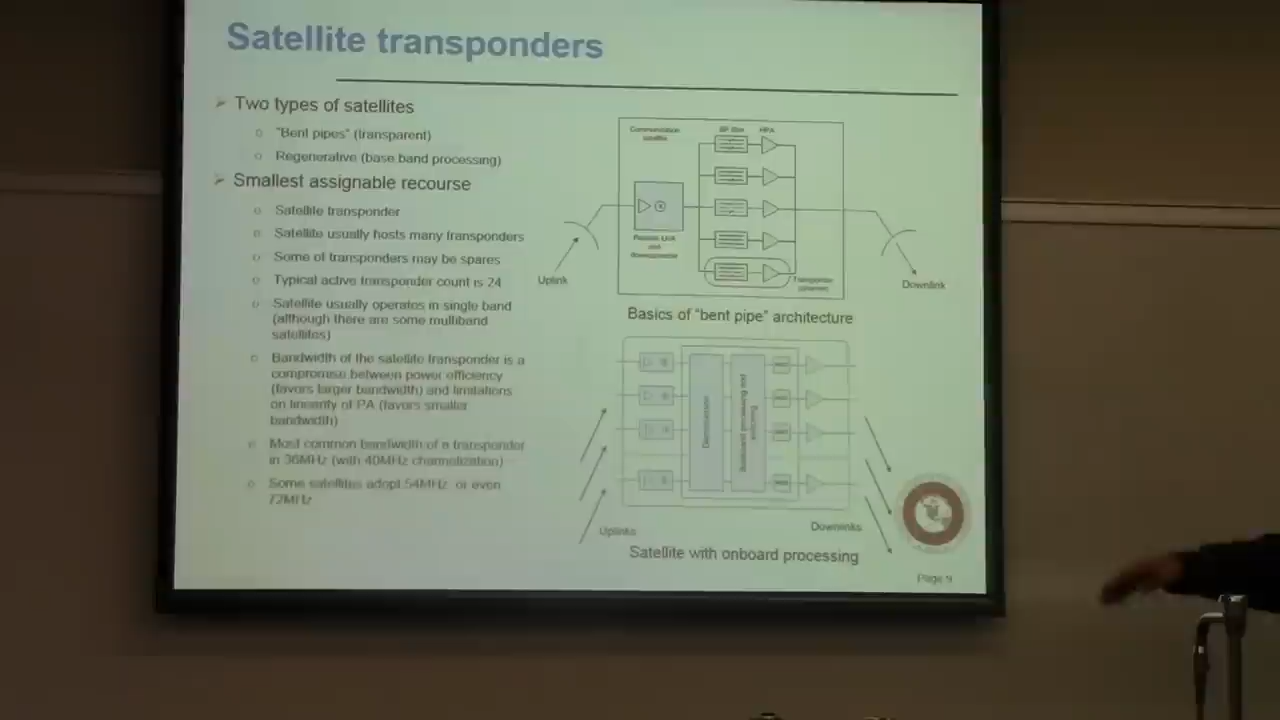 Satellite transponders
Two types of satellites
"Bent pipes" (transparent)
Regenerative (base band processing)
Smallest assignable recourse
Satellite transponder
Satellite usually hosts many transponders
Some of transponders may be spares
Typical active transponder count is 24
Satellite usually operates in single band
(although there are some multiband
satellites)
Bandwidth of the satellite transponder is a
compromise between power efficiency
(favors larger bandwidth) and limitations
on linearity of PA (favors smaller
bandwidth)
Most common bandwidth of a transponder
in 36MHz (with 40MHz channelization)
Some satellites adopt 54MHz or even
72MHz
Communication
satellite
HPA
Uplink
Downlink
Basics of "bent pipe" architecture
Uplinks
Downlinks
Satellite with onboard processing
Page 9